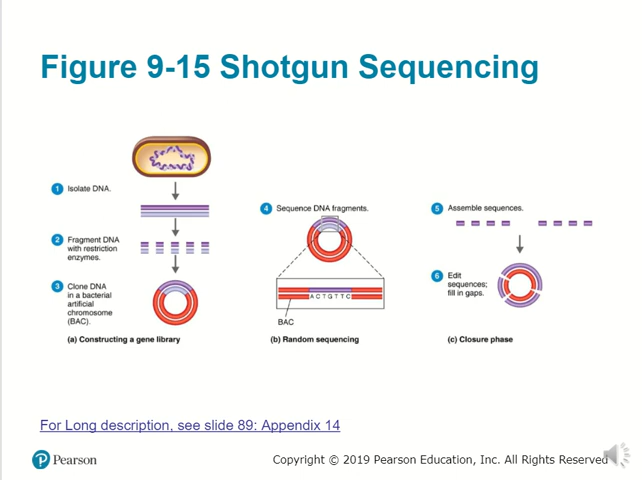 Figure 9-15 Shotgun Sequencing
1 Isolate DNA.
2 Fragment DNA
with restriction
enzymes.
3 Clone DNA
in a bacterial
artificial
chromosome
(BAC).
(a) Constructing a gene library
4 Sequence DNA fragments.
ACTGTTC
BAC
(b) Random sequencing
5 Assemble sequences.
6 Edit
sequences;
fill in gaps.
(c) Closure phase
For Long description, see slide 89: Appendix 14
P Pearson
Copyright © 2019 Pearson Education, Inc. All Rights Reserved